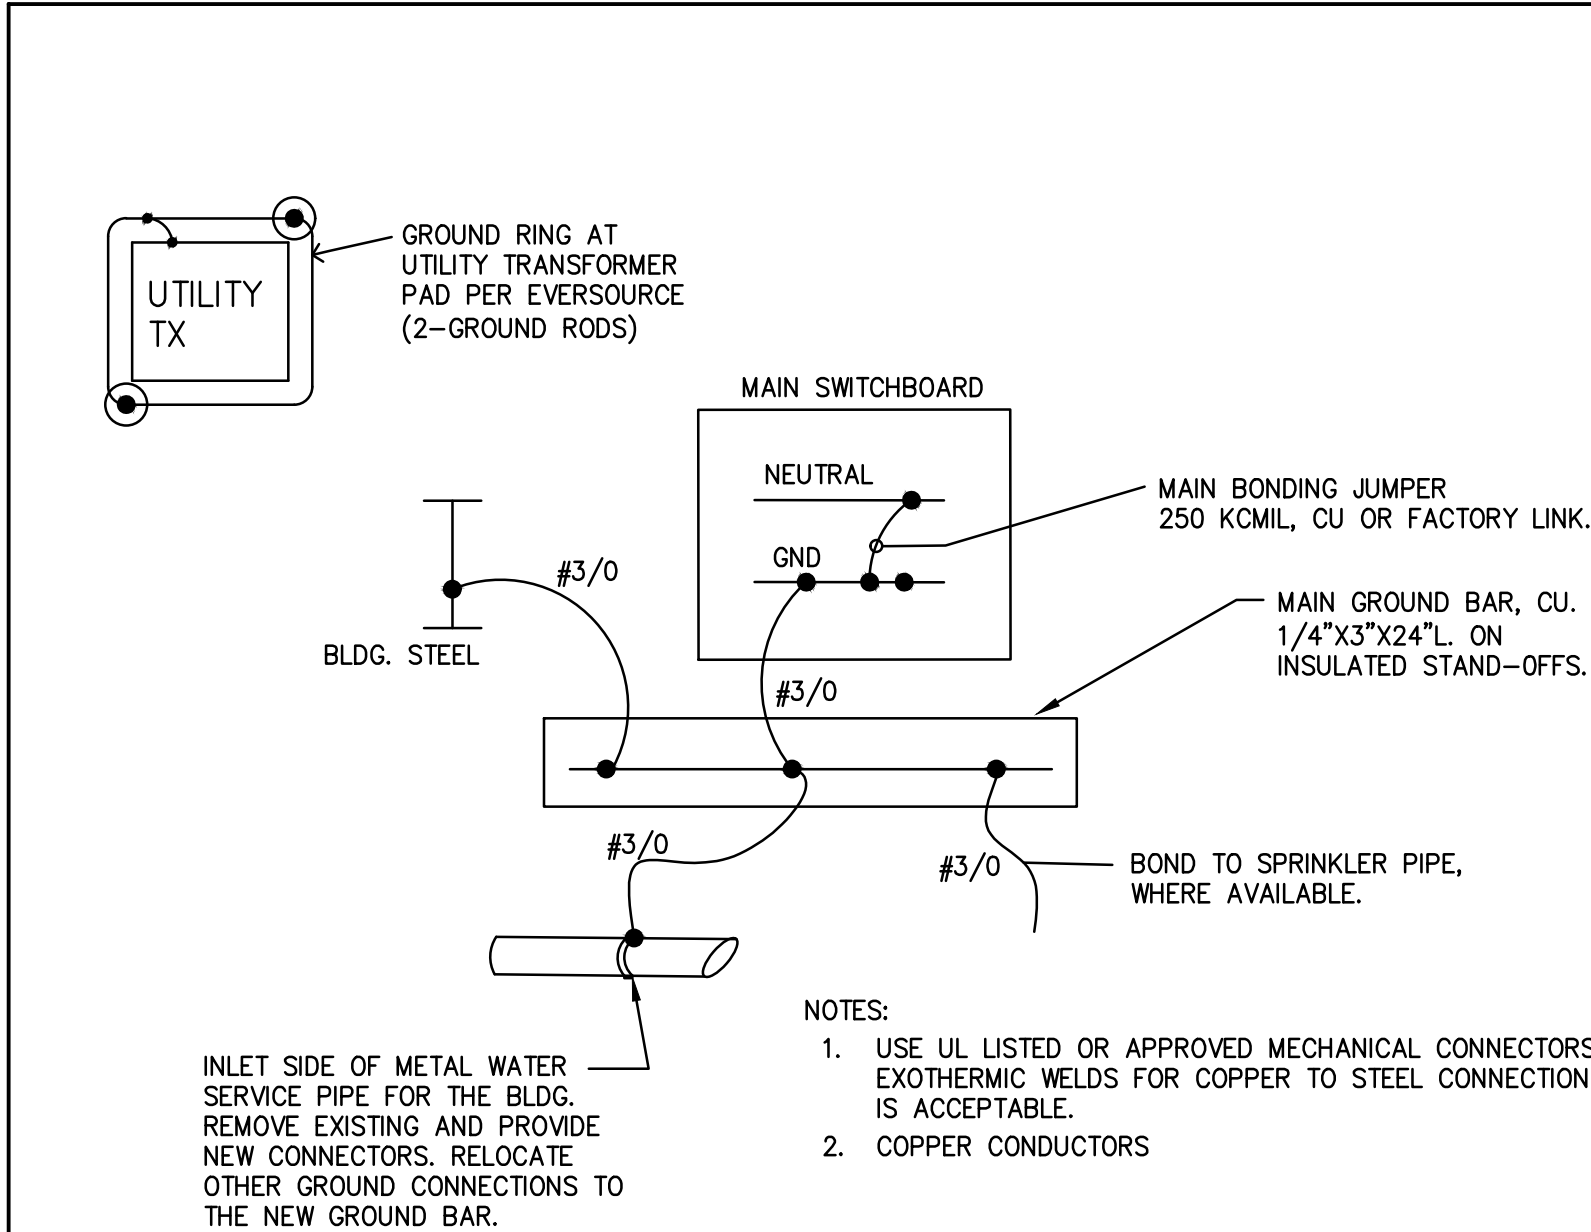 GROUND RING AT
UTILITY TRANSFORMER
PAD PER EVERSOURCE
(2-GROUND RODS)
UTILITY
TX
MAIN SWITCHBOARD
NEUTRAL
GND
MAIN BONDING JUMPER
250 KCMIL, CU OR FACTORY LINK.
#3/0
BLDG. STEEL
MAIN GROUND BAR, CU.
1/4"X3"X24"L. ON
INSULATED STAND-OFFS.
#3/0
#3/0
#3/0
BOND TO SPRINKLER PIPE,
WHERE AVAILABLE.
INLET SIDE OF METAL WATER
SERVICE PIPE FOR THE BLDG.
REMOVE EXISTING AND PROVIDE
NEW CONNECTORS. RELOCATE
OTHER GROUND CONNECTIONS TO
THE NEW GROUND BAR.
NOTES:
1. USE UL LISTED OR APPROVED MECHANICAL CONNECTORS
EXOTHERMIC WELDS FOR COPPER TO STEEL CONNECTION
IS ACCEPTABLE.
2. COPPER CONDUCTORS